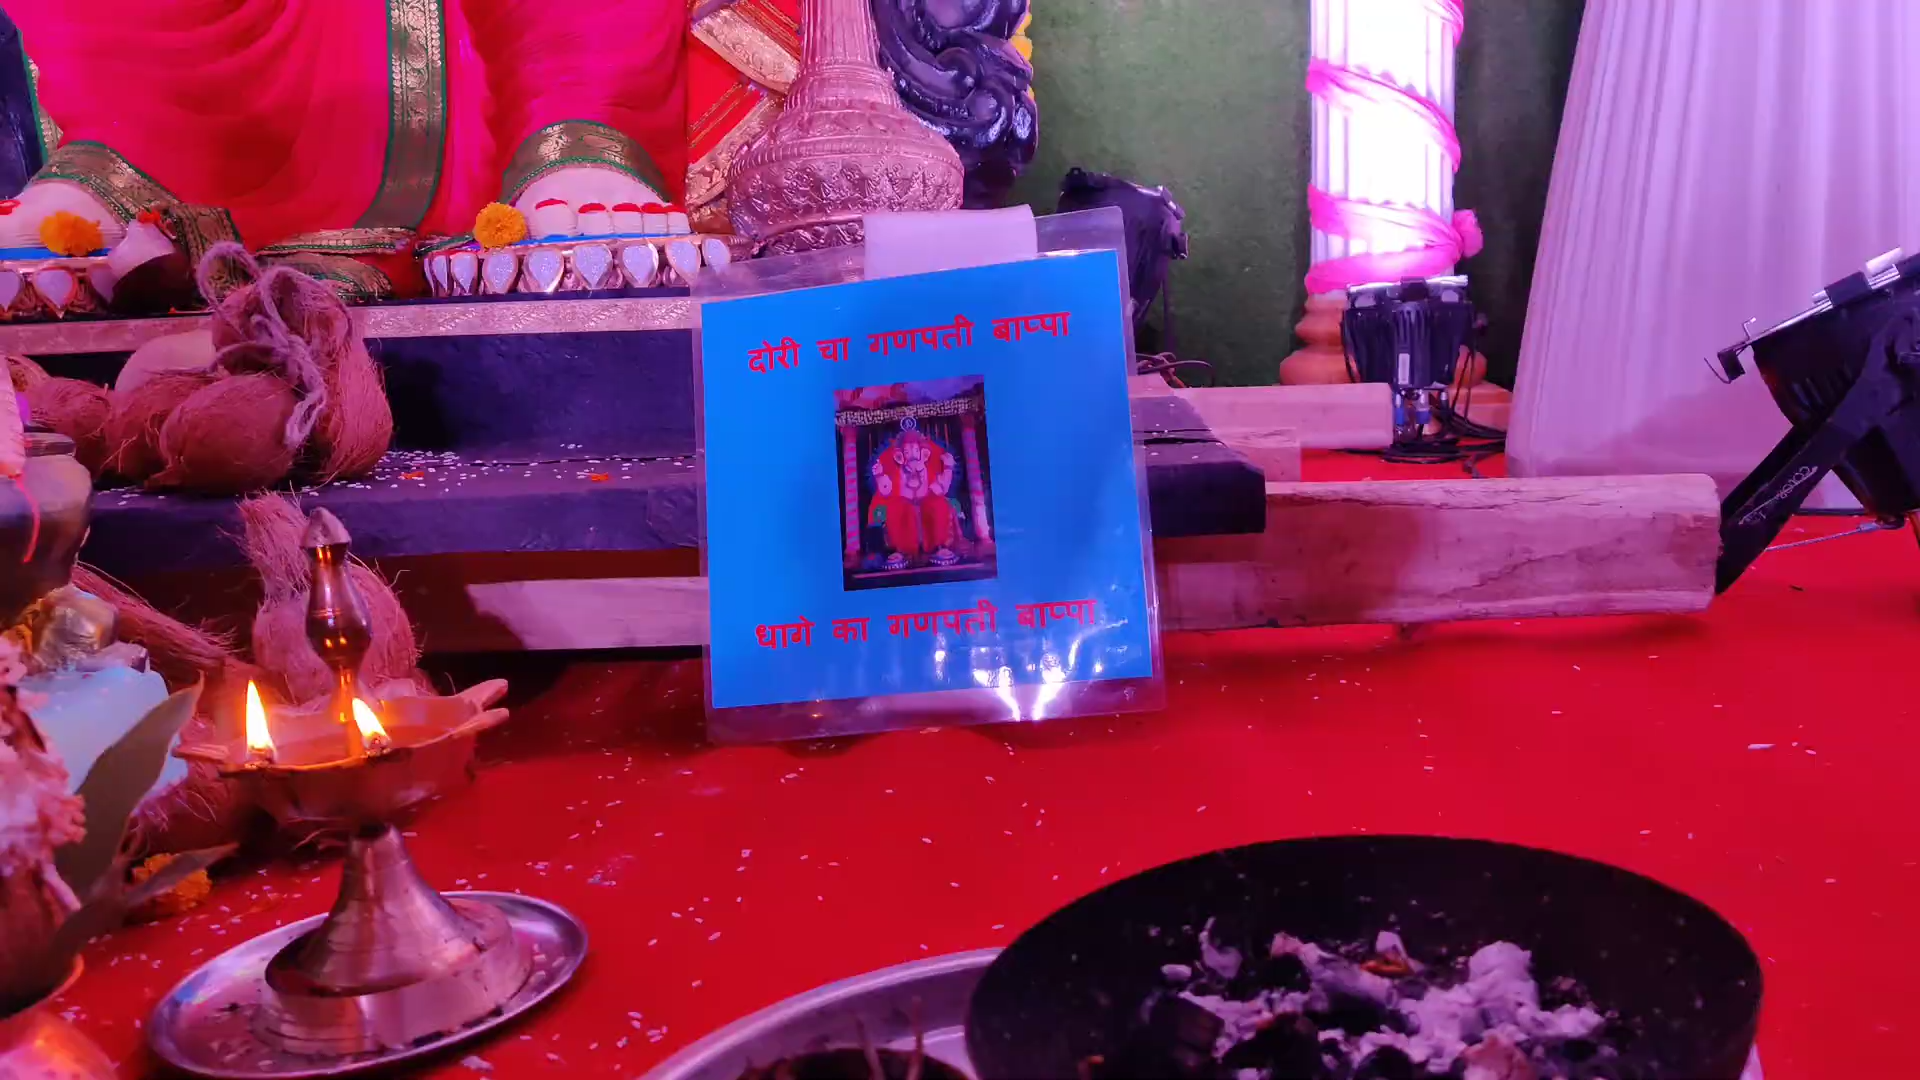 दोरी चा गणपती बाप्पा
धागे का गणपती बाप्पा